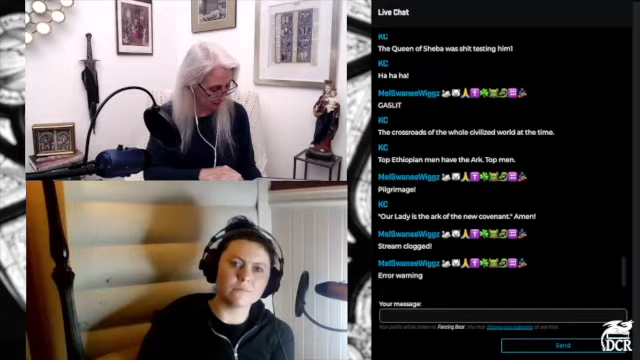 Live Chat
KC
The Queen of Sheba was shit testing him!
KC
Ha ha ha!
MelSwaneeWiggz
GASLIT
KC
The crossroads of the whole civilized world at the time.
KC
Top Ethiopian men have the Ark. Top men.
MelSwaneeWiggz
Pilgrimage!
KC
"Our Lady is the ark of the new covenant." Amen!
MelSwaneeWiggz
Stream clogged!
MelSwaneeWiggz
Error warning
Your message:
Send
DCR